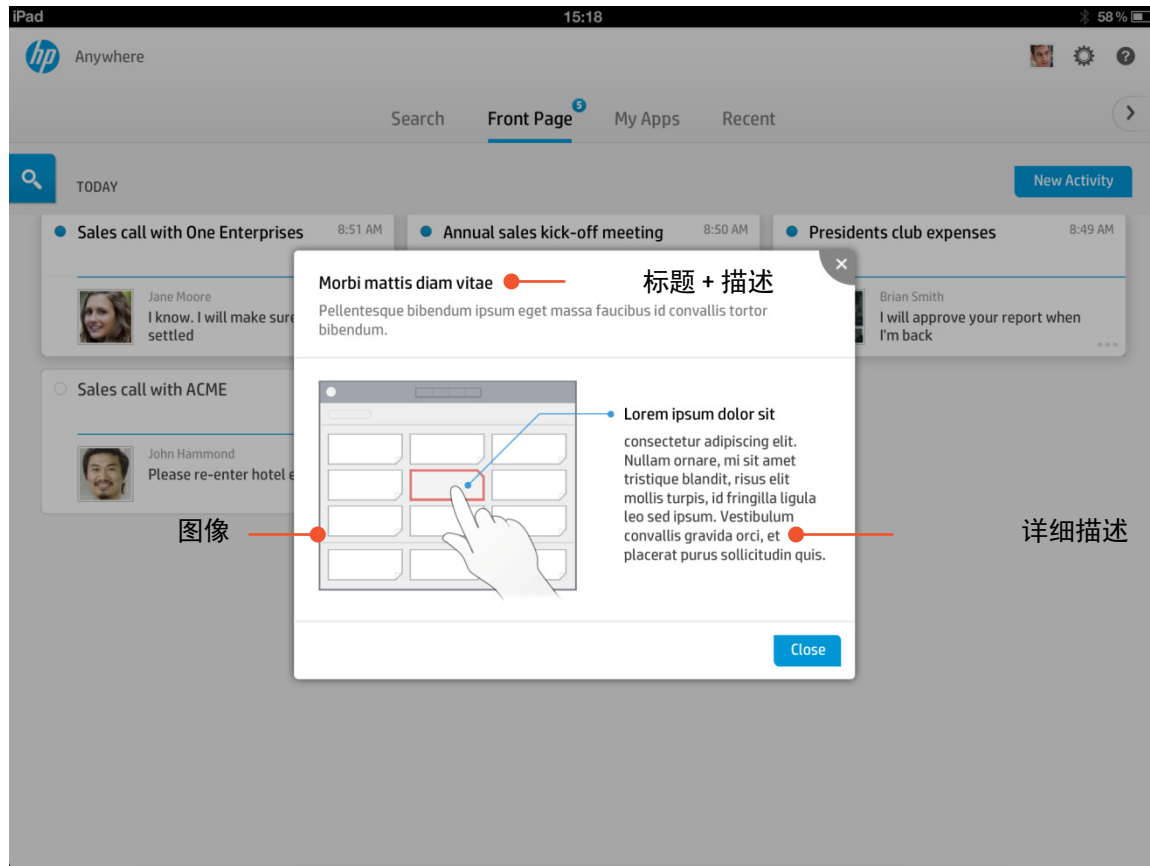 iPad 15:18 58 %
hp Anywhere
Search Front Page 5 My Apps Recent
TODAY
New Activity
Sales call with One Enterprises 8:51 AM
Annual sales kick-off meeting 8:50 AM
Presidents club expenses 8:49 AM
Jane Moore
I know. I will make sure
settled
Brian Smith
I will approve your report when
I'm back
Sales call with ACME
John Hammond
Please re-enter hotel e
Morbi mattis diam vitae
标题 + 描述
Pellentesque bibendum ipsum eget massa faucibus id convallis tortor
bibendum.
图像
Lorem ipsum dolor sit
consectetur adipiscing elit.
Nullam ornare, mi sit amet
tristique blandit, risus elit
mollis turpis, id fringilla ligula
leo sed ipsum. Vestibulum
convallis gravida orci, et
placerat purus sollicitudin quis.
详细描述
Close